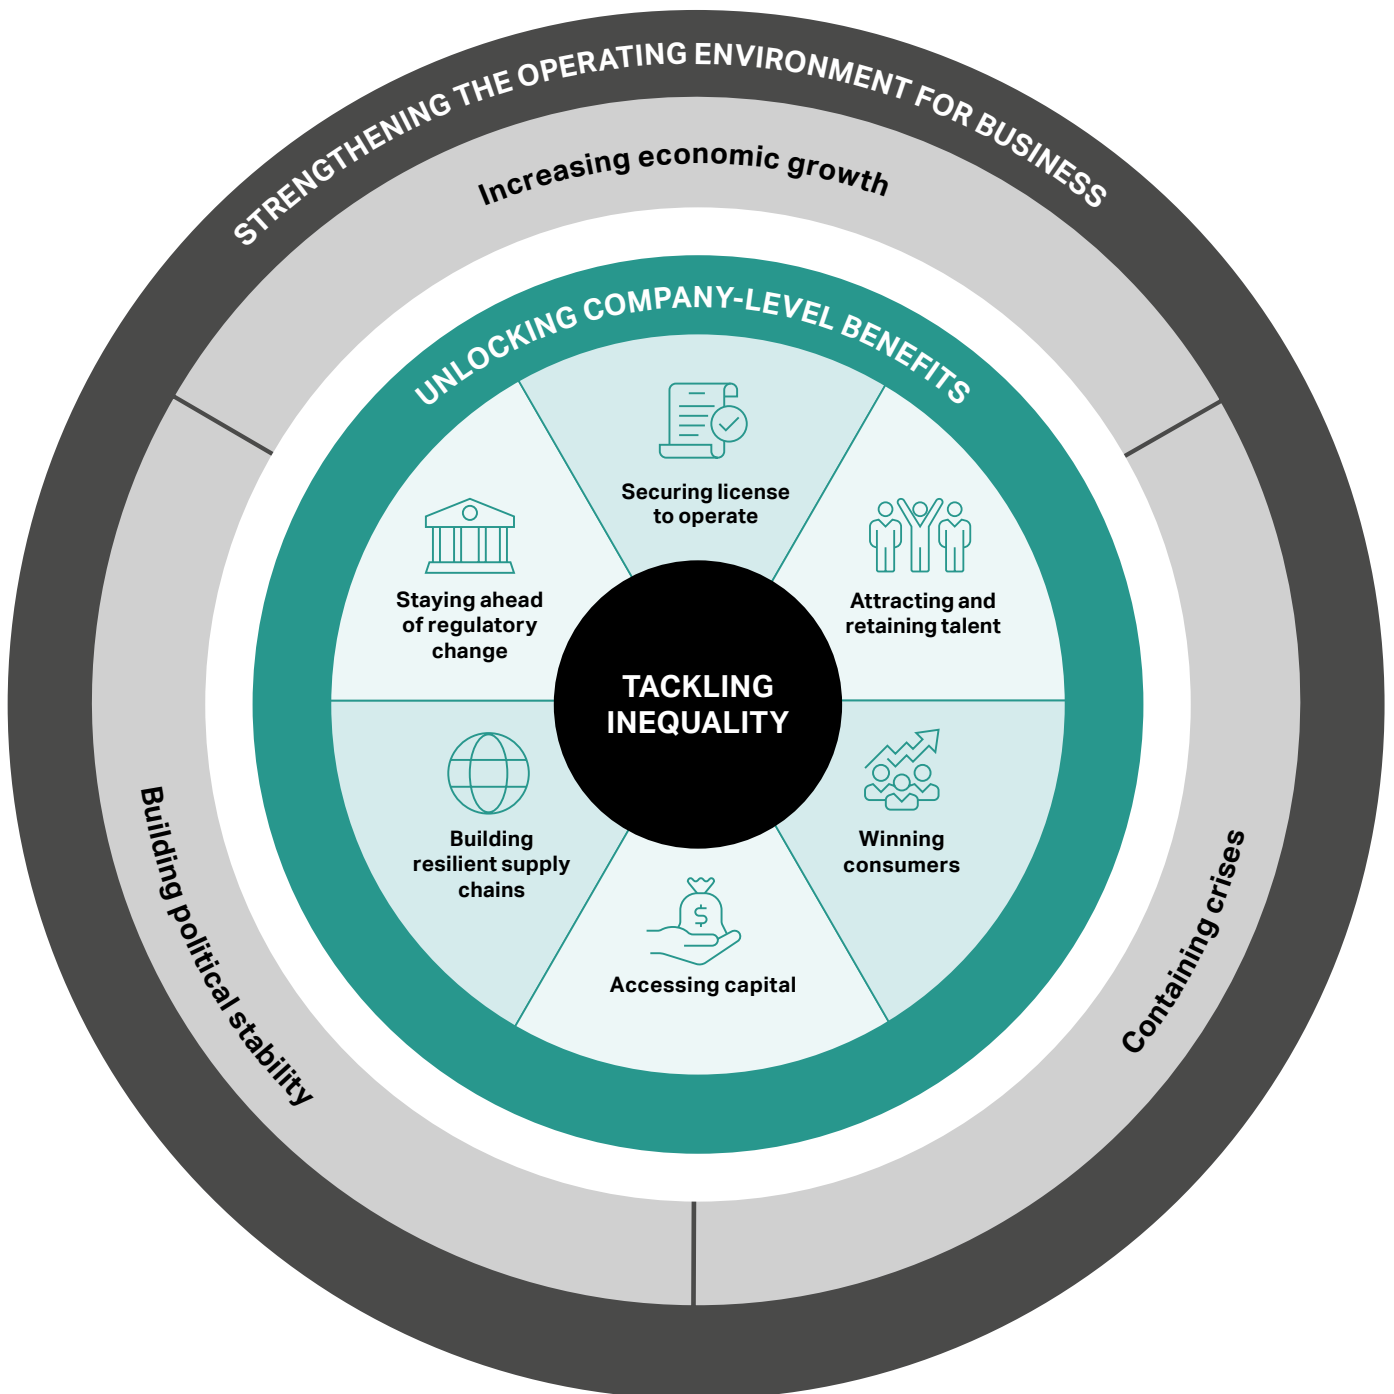 STRENGTHENING THE OPERATING ENVIRONMENT FOR BUSINESS
Increasing economic growth
UNLOCKING COMPANY-LEVEL BENEFITS
Securing license
to operate
Attracting and
retaining talent
Winning
consumers
Accessing capital
Building
resilient supply
chains
Staying ahead
of regulatory
change
TACKLING
INEQUALITY
$
Containing crises
Building political stability